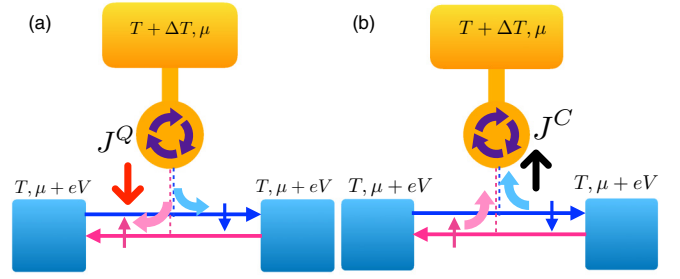 (a)
T + ΔT, μ
J^Q
T, μ + eV
T, μ + eV
(b)
T + ΔT, μ
J^C
T, μ + eV
T, μ + eV